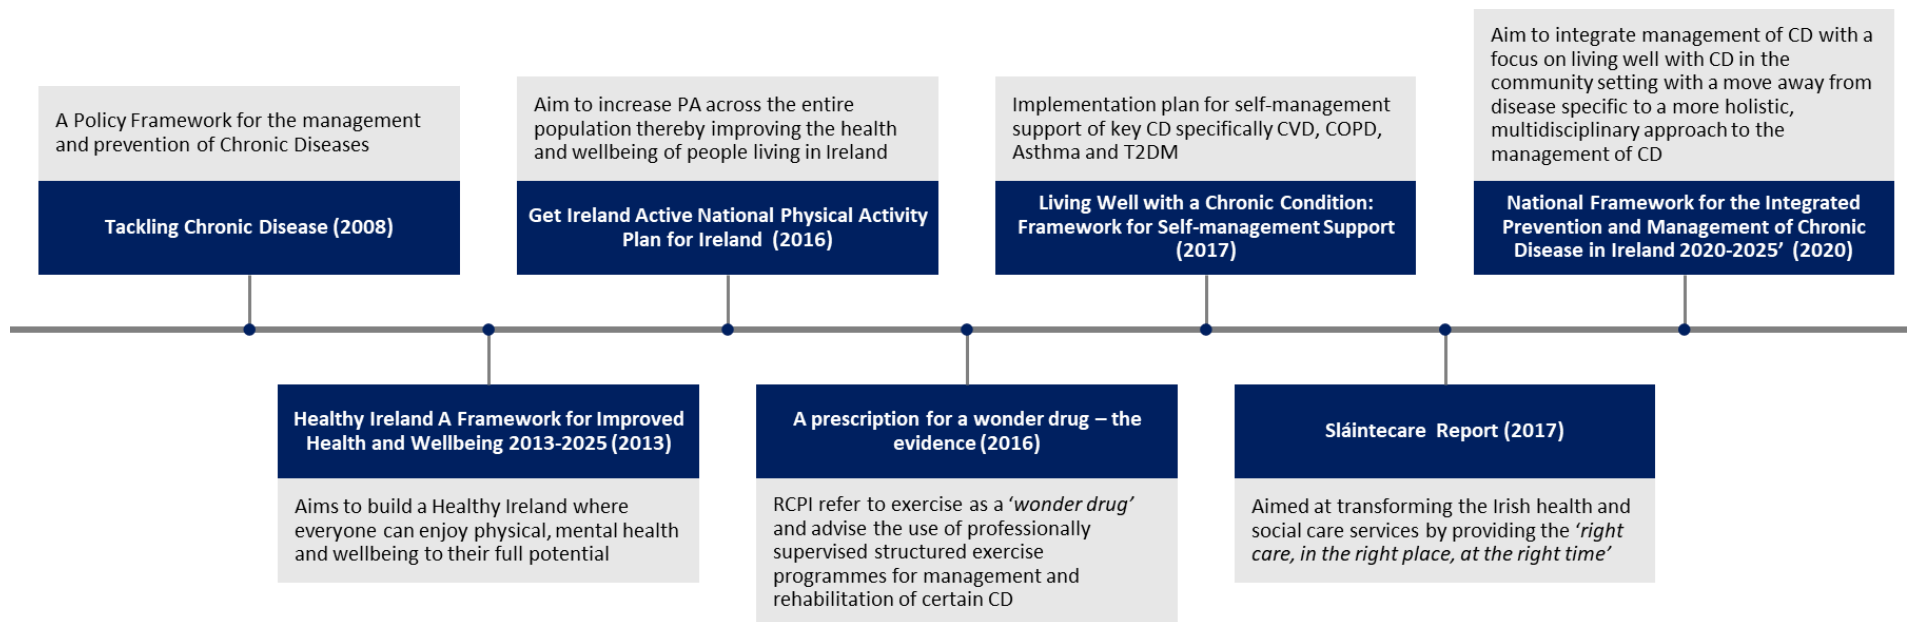 A Policy Framework for the management
and prevention of Chronic Diseases
Tackling Chronic Disease (2008)
Healthy Ireland A Framework for Improved
Health and Wellbeing 2013-2025 (2013)
Aims to build a Healthy Ireland where
everyone can enjoy physical, mental health
and wellbeing to their full potential
Aim to increase PA across the entire
population thereby improving the health
and wellbeing of people living in Ireland
Get Ireland Active National Physical Activity
Plan for Ireland (2016)
A prescription for a wonder drug – the
evidence (2016)
RCPI refer to exercise as a ‘wonder drug’
and advise the use of professionally
supervised structured exercise
programmes for management and
rehabilitation of certain CD
Implementation plan for self-management
support of key CD specifically CVD, COPD,
Asthma and T2DM
Living Well with a Chronic Condition:
Framework for Self-management Support
(2017)
Sláintecare Report (2017)
Aimed at transforming the Irish health and
social care services by providing the ‘right
care, in the right place, at the right time’
Aim to integrate management of CD with a
focus on living well with CD in the
community setting with a move away from
disease specific to a more holistic,
multidisciplinary approach to the
management of CD
National Framework for the Integrated
Prevention and Management of Chronic
Disease in Ireland 2020-2025’ (2020)